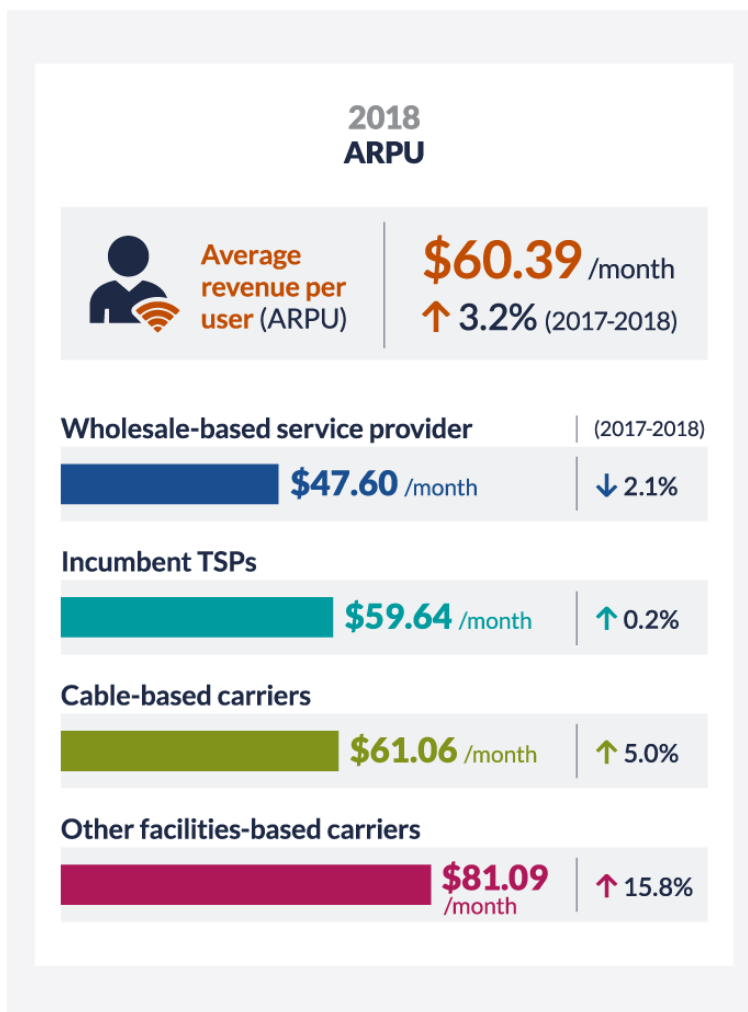 2018
ARPU
Average
revenue per
user (ARPU)
$60.39 /month
↑ 3.2% (2017-2018)
Wholesale-based service provider
(2017-2018)
$47.60 /month
↓ 2.1%
Incumbent TSPs
$59.64 /month
↑ 0.2%
Cable-based carriers
$61.06 /month
↑ 5.0%
Other facilities-based carriers
$81.09
/month
↑ 15.8%